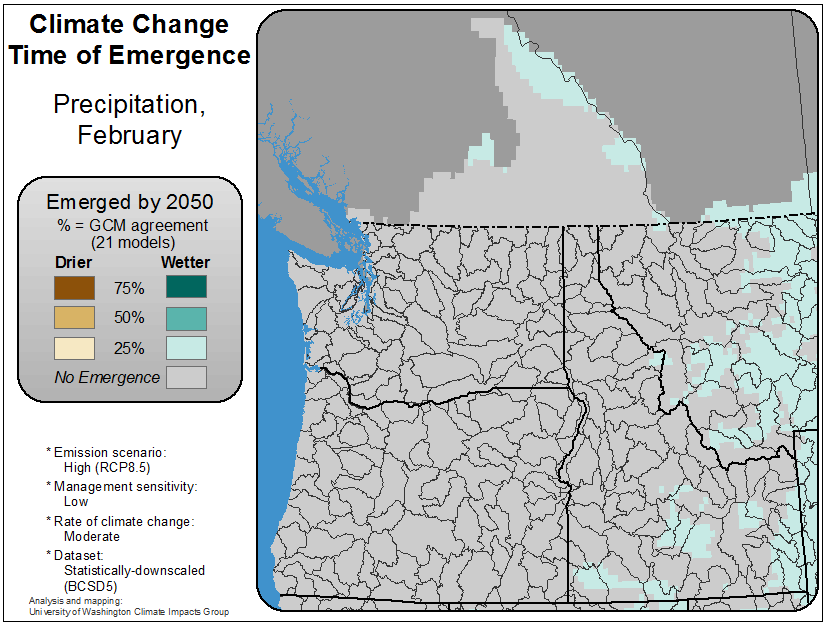 Climate Change
Time of Emergence
Precipitation,
February
Emerged by 2050
% = GCM agreement
(21 models)
Drier Wetter
75%
50%
25%
No Emergence
* Emission scenario:
High (RCP8.5)
* Management sensitivity:
Low
* Rate of climate change:
Moderate
* Dataset:
Statistically-downscaled
(BCSD5)
Analysis and mapping:
University of Washington Climate Impacts Group